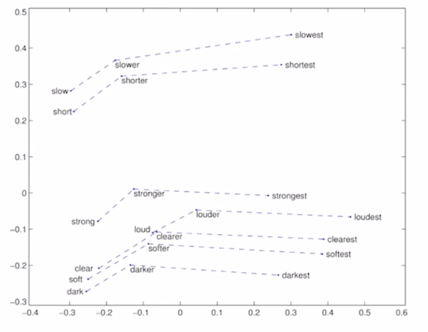 0.5
0.4
slowest
slower
0.3
shortest
shorter
slow
short
0.2
0.1
0
stronger
strongest
strong
louder
loudest
-0.1
loud
clearer
clearest
softer
softest
-0.2
clear
darker
soft
darkest
dark
-0.3
-0.4 -0.3 -0.2 -0.1 0 0.1 0.2 0.3 0.4 0.5 0.6